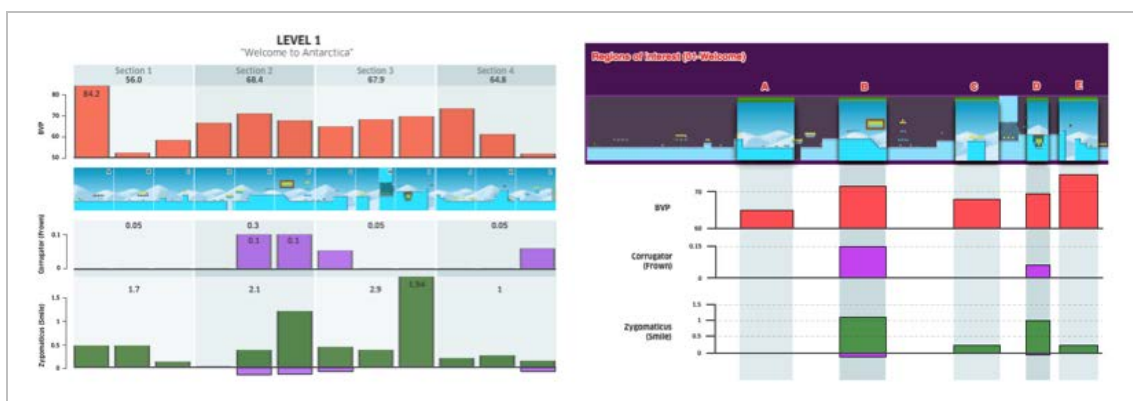 LEVEL 1
"Welcome to Antarctica"
Section 1 Section 2 Section 3 Section 4
56.0 68.4 67.9 64.8
84.2
80
70
60
50
BVP
0.05 0.3 0.05 0.05
0.1 0.1
0.1
0
Corrugator (Frown)
1.7 2.1 2.9 1
1.94
1.5
1
0.5
0
Zygomaticus (Smile)
Regions of Interest (01-Welcome)
A B C D E
BVP
70
60
Corrugator
(Frown)
0.15
0
Zygomaticus
(Smile)
1.5
1
0.5
0